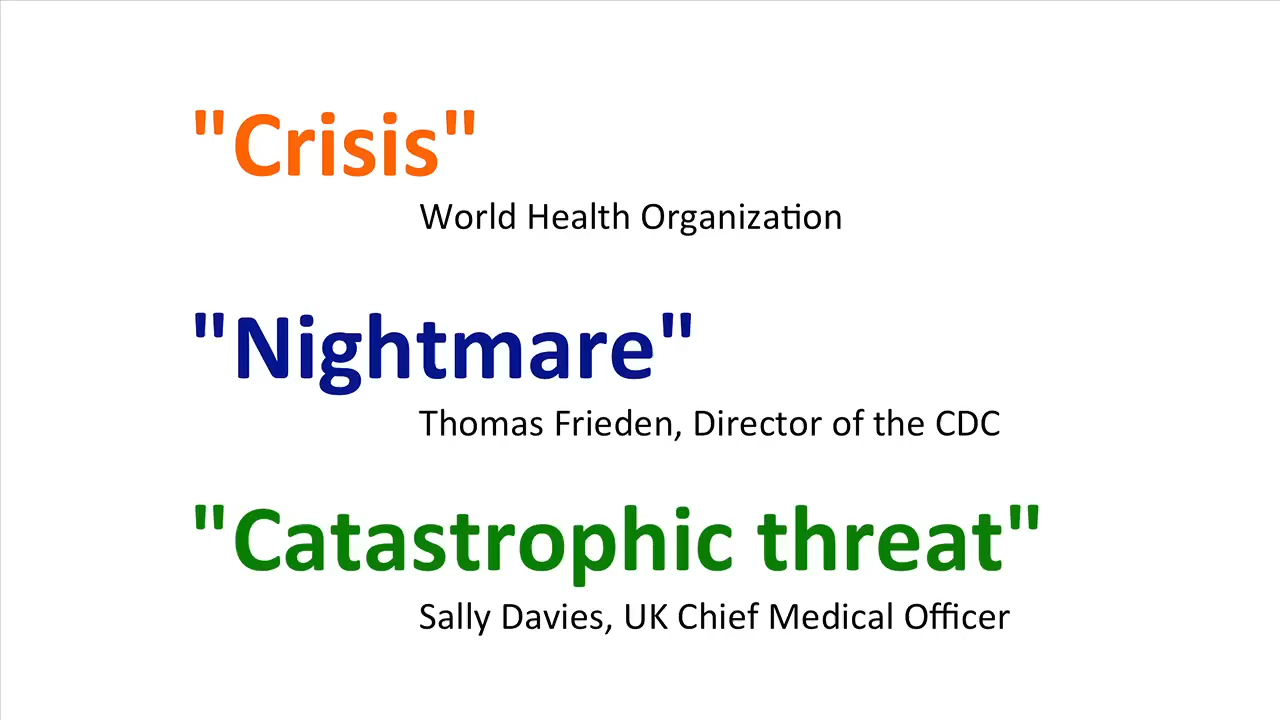 "Crisis"
World Health Organization
"Nightmare"
Thomas Frieden, Director of the CDC
"Catastrophic threat"
Sally Davies, UK Chief Medical Officer